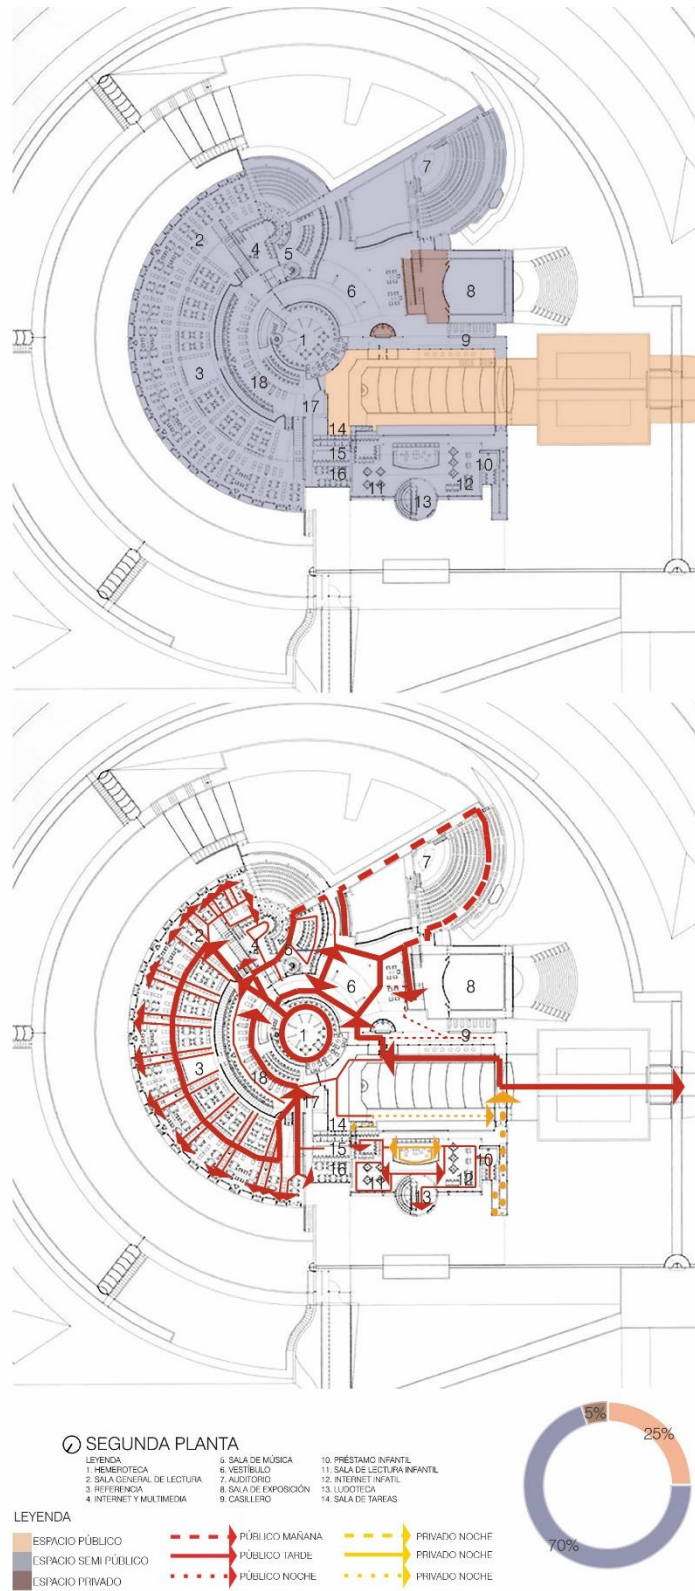 7
2
4
5
6
8
1
9
3
18
17
14
15
10
16
11
12
13
7
2
4
5
6
8
1
9
3
18
17
14
15
10
16
11
12
13
5%
25%
70%
SEGUNDA PLANTA
LEYENDA
1. HEMEROTECA
2. SALA GENERAL DE LECTURA
3. REFERENCIA
4. INTERNET Y MULTIMEDIA
5. SALA DE MÚSICA
6. VESTÍBULO
7. AUDITORIO
8. SALA DE EXPOSICIÓN
9. CASILLERO
10. PRÉSTAMO INFANTIL
11. SALA DE LECTURA INFANTIL
12. INTERNET INFATIL
13. LUDOTECA
14. SALA DE TAREAS
LEYENDA
ESPACIO PÚBLICO
ESPACIO SEMI PÚBLICO
ESPACIO PRIVADO
PÚBLICO MAÑANA
PÚBLICO TARDE
PÚBLICO NOCHE
PRIVADO NOCHE
PRIVADO NOCHE
PRIVADO NOCHE